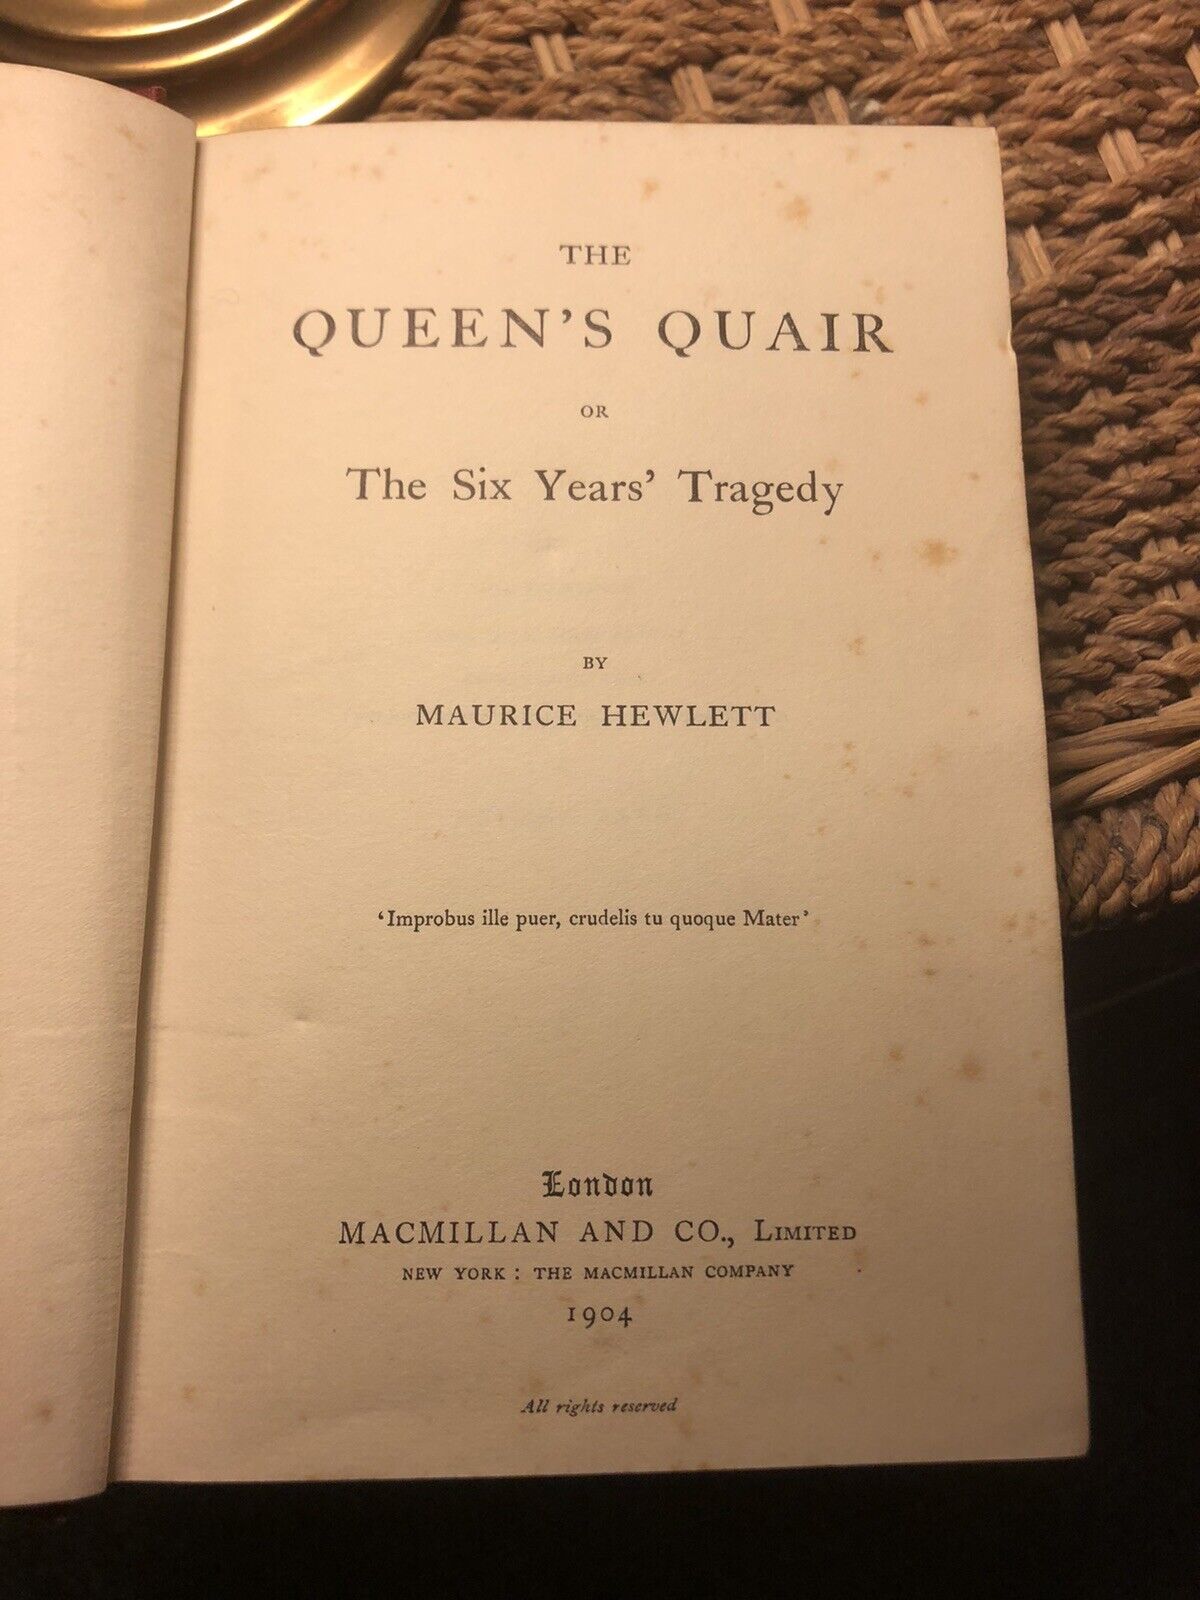 THE
QUEEN'S QUAIR
OR
The Six Years' Tragedy
BY
MAURICE HEWLETT
'Improbus ille puer, crudelis tu quoque Mater'
London
MACMILLAN AND CO., LIMITED
NEW YORK : THE MACMILLAN COMPANY
1904
All rights reserved